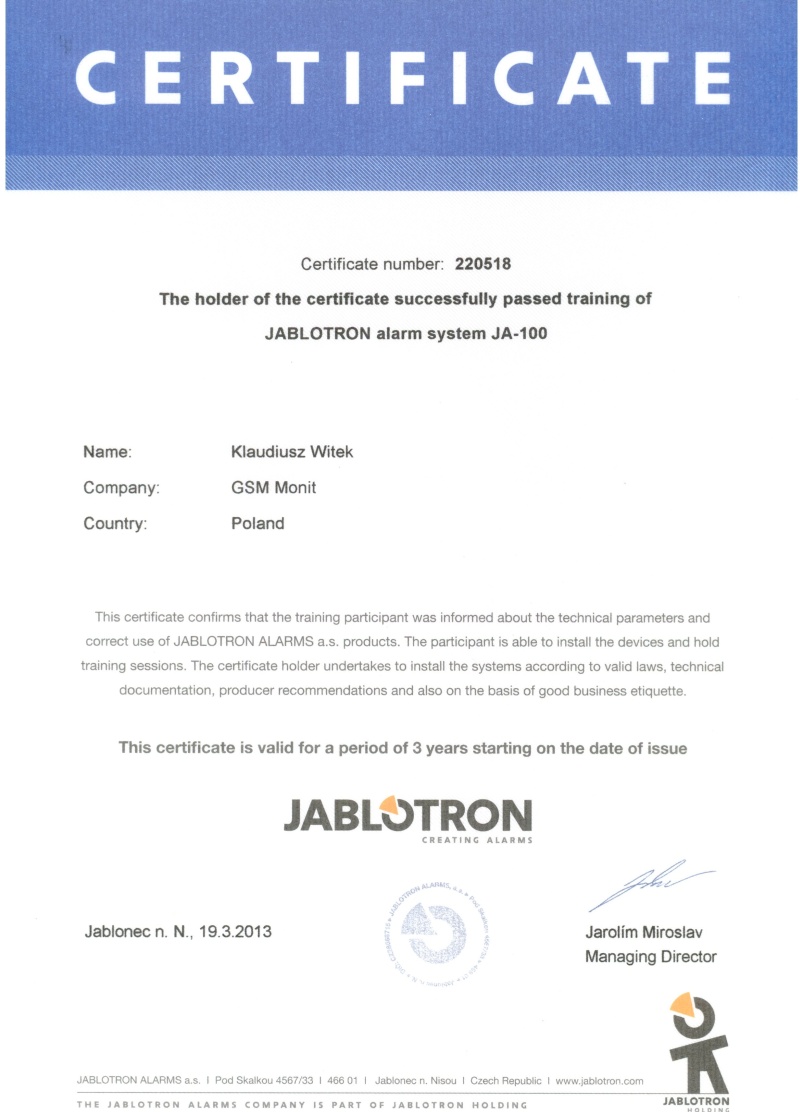 CERTIFICATE
Certificate number: 220518
The holder of the certificate successfully passed training of
JABLOTRON alarm system JA-100
Name: Klaudiusz Witek
Company: GSM Monit
Country: Poland
This certificate confirms that the training participant was informed about the technical parameters and
correct use of JABLOTRON ALARMS a.s. products. The participant is able to install the devices and hold
training sessions. The certificate holder undertakes to install the systems according to valid laws, technical
documentation, producer recommendations and also on the basis of good business etiquette.
This certificate is valid for a period of 3 years starting on the date of issue
JABLOTRON
CREATING ALARMS
JABLOTRON ALARMS, a.s. Pod Skalkou
Jablonec n. N., 19.3.2013
Jarolím Miroslav
Managing Director
JABLOTRON ALARMS a.s. I Pod Skalkou 4567/33 I 466 01 I Jablonec n. Nisou I Czech Republic I www.jablotron.com
THE JABLOTRON ALARMS COMPANY IS PART OF JABLOTRON HOLDING
JABLOTRON
HOLDING